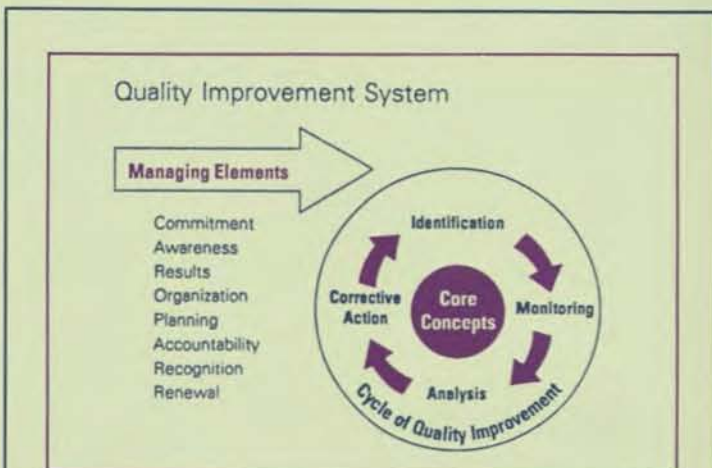 Quality Improvement System
Managing Elements
Commitment
Awareness
Results
Organization
Planning
Accountability
Recognition
Renewal
Identification
Monitoring
Analysis
Corrective
Action
Core
Concepts
Cycle of Quality Improvement